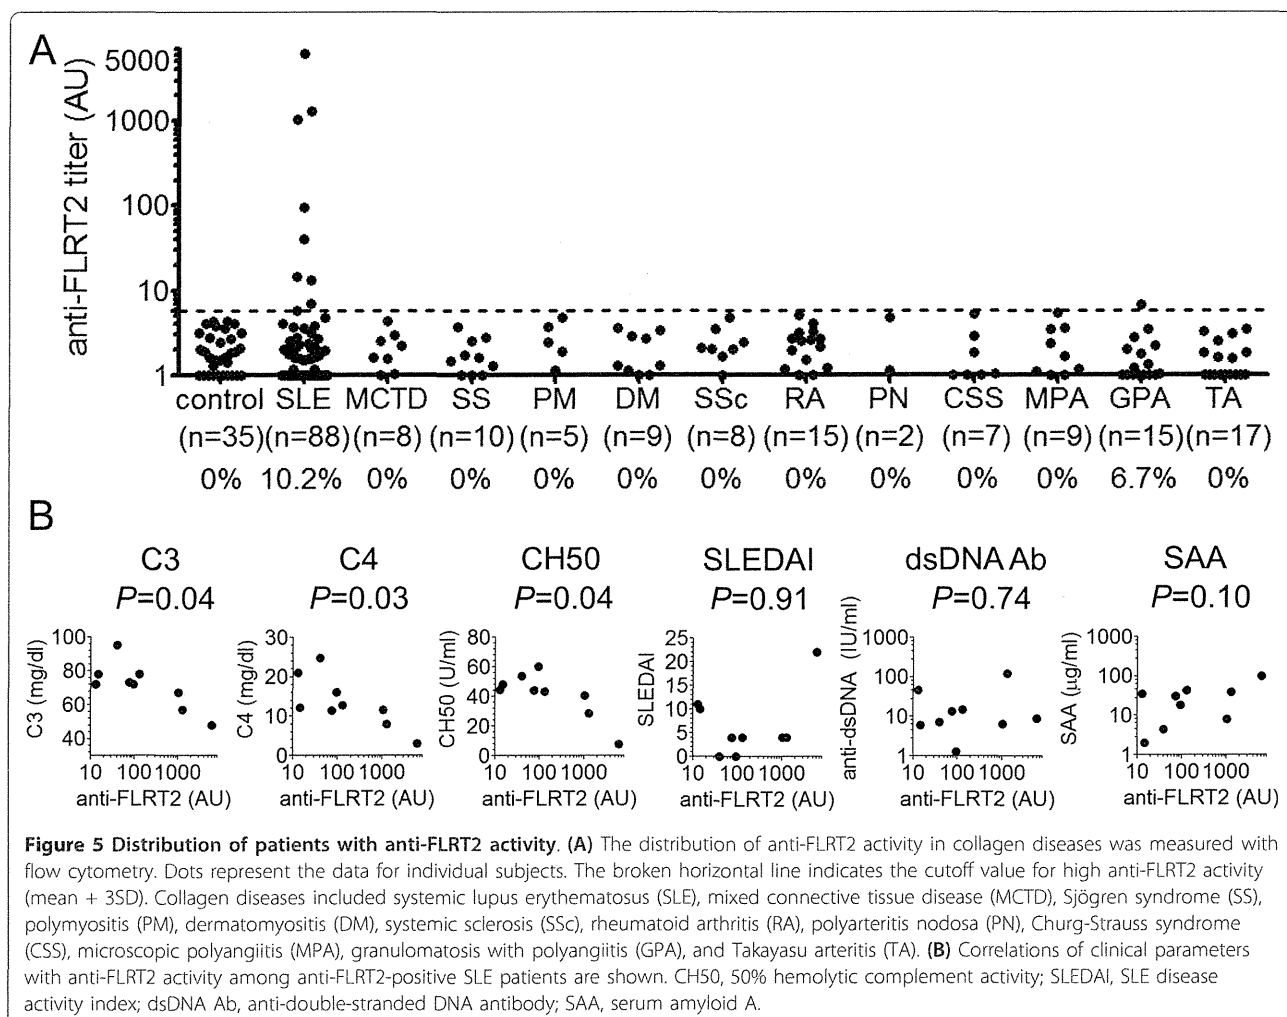 A
anti-FLRT2 titer (AU)
5000
1000
100
10
1
control SLE MCTD SS PM DM SSc RA PN CSS MPA GPA TA
(n=35) (n=88) (n=8) (n=10) (n=5) (n=9) (n=8) (n=15) (n=2) (n=7) (n=9) (n=15) (n=17)
0% 10.2% 0% 0% 0% 0% 0% 0% 0% 0% 0% 6.7% 0%
B
C3
P=0.04
C3 (mg/dl)
100
80
60
40
10 100 1000
anti-FLRT2 (AU)
C4
P=0.03
C4 (mg/dl)
30
20
10
0
10 100 1000
anti-FLRT2 (AU)
CH50
P=0.04
CH50 (U/ml)
80
60
40
20
0
10 100 1000
anti-FLRT2 (AU)
SLEDAI
P=0.91
SLEDAI
25
20
15
10
5
0
10 100 1000
anti-FLRT2 (AU)
dsDNA Ab
P=0.74
anti-dsDNA (IU/ml)
1000
100
10
1
10 100 1000
anti-FLRT2 (AU)
SAA
P=0.10
SAA (μg/ml)
1000
100
10
1
10 100 1000
anti-FLRT2 (AU)
Figure 5 Distribution of patients with anti-FLRT2 activity. (A) The distribution of anti-FLRT2 activity in collagen diseases was measured with
flow cytometry. Dots represent the data for individual subjects. The broken horizontal line indicates the cutoff value for high anti-FLRT2 activity
(mean + 3SD). Collagen diseases included systemic lupus erythematosus (SLE), mixed connective tissue disease (MCTD), Sjögren syndrome (SS),
polymyositis (PM), dermatomyositis (DM), systemic sclerosis (SSc), rheumatoid arthritis (RA), polyarteritis nodosa (PN), Churg-Strauss syndrome
(CSS), microscopic polyangiitis (MPA), granulomatosis with polyangiitis (GPA), and Takayasu arteritis (TA). (B) Correlations of clinical parameters
with anti-FLRT2 activity among anti-FLRT2-positive SLE patients are shown. CH50, 50% hemolytic complement activity; SLEDAI, SLE disease
activity index; dsDNA Ab, anti-double-stranded DNA antibody; SAA, serum amyloid A.